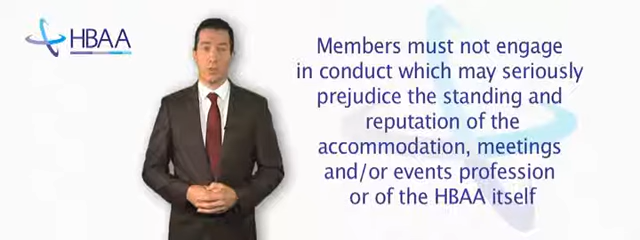 HBAA
Members must not engage
in conduct which may seriously
prejudice the standing and
reputation of the
accommodation, meetings
and/or events profession
or of the HBAA itself